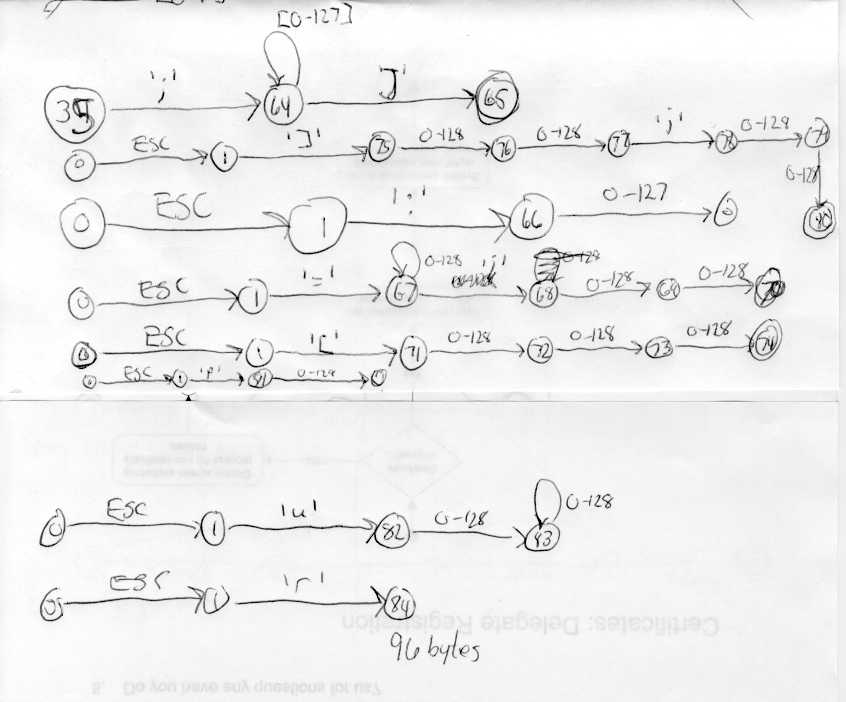 [0-127]
';' 'J'
35 64 65
ESC ']' 0-128 0-128 ';' 0-128
0 1 75 76 77 78 79
0-128
80
ESC ':' 0-127
0 1 66 0
ESC '=' 0-128 ';' 0-128 0-128 0-128
0 1 67 68 69 70
ESC '[' 0-128 0-128 0-128
0 1 71 72 73 74
ESC 'P' 0-128
0 1 81
ESC 'u' 0-128 0-128
0 1 82 83
ESC 'r'
0 1 84
Certificates: Delegate Registration
96 bytes
8. Do you have any questions for us?